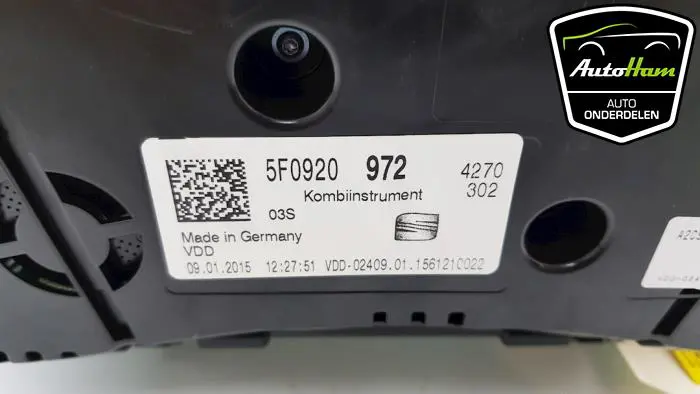 AutoHam
AUTO
ONDERDELEN
5F0920 972 4270
Kombiinstrument 302
03S
Made in Germany
VDD
09.01.2015 12:27:51 VDD-02409.01.1561210022